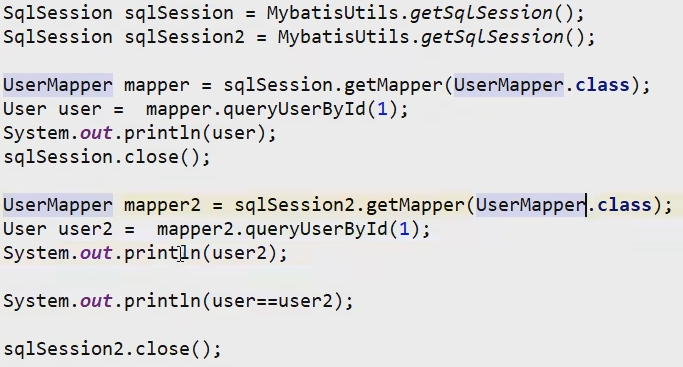 SqlSession sqlSession = MybatisUtils.getSqlSession();
SqlSession sqlSession2 = MybatisUtils.getSqlSession();
UserMapper mapper = sqlSession.getMapper(UserMapper.class);
User user =  mapper.queryUserById(1);
System.out.println(user);
sqlSession.close();
UserMapper mapper2 = sqlSession2.getMapper(UserMapper.class);
User user2 =  mapper2.queryUserById(1);
System.out.println(user2);
System.out.println(user==user2);
sqlSession2.close();